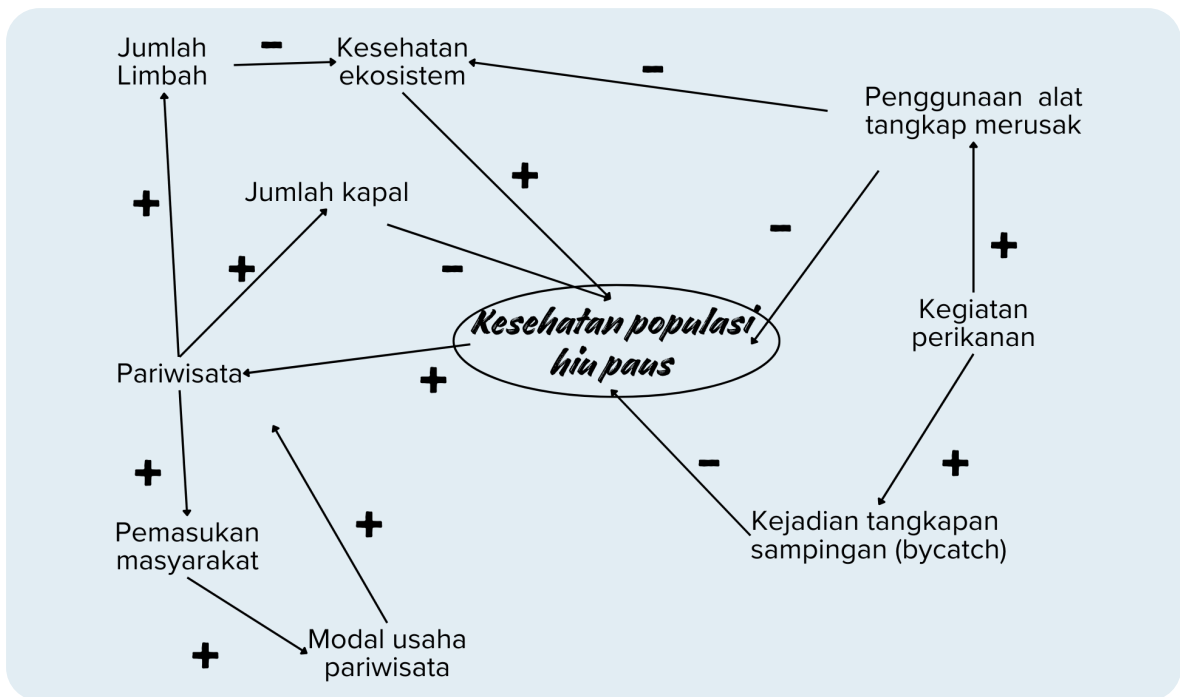 Jumlah
Limbah
−
Kesehatan
ekosistem
−
Penggunaan alat
tangkap merusak
+
Jumlah kapal
+
−
+
+
−
Kesehatan populasi
hiu paus
Kegiatan
perikanan
Pariwisata
+
+
−
+
Pemasukan
masyarakat
+
Kejadian tangkapan
sampingan (bycatch)
+
Modal usaha
pariwisata